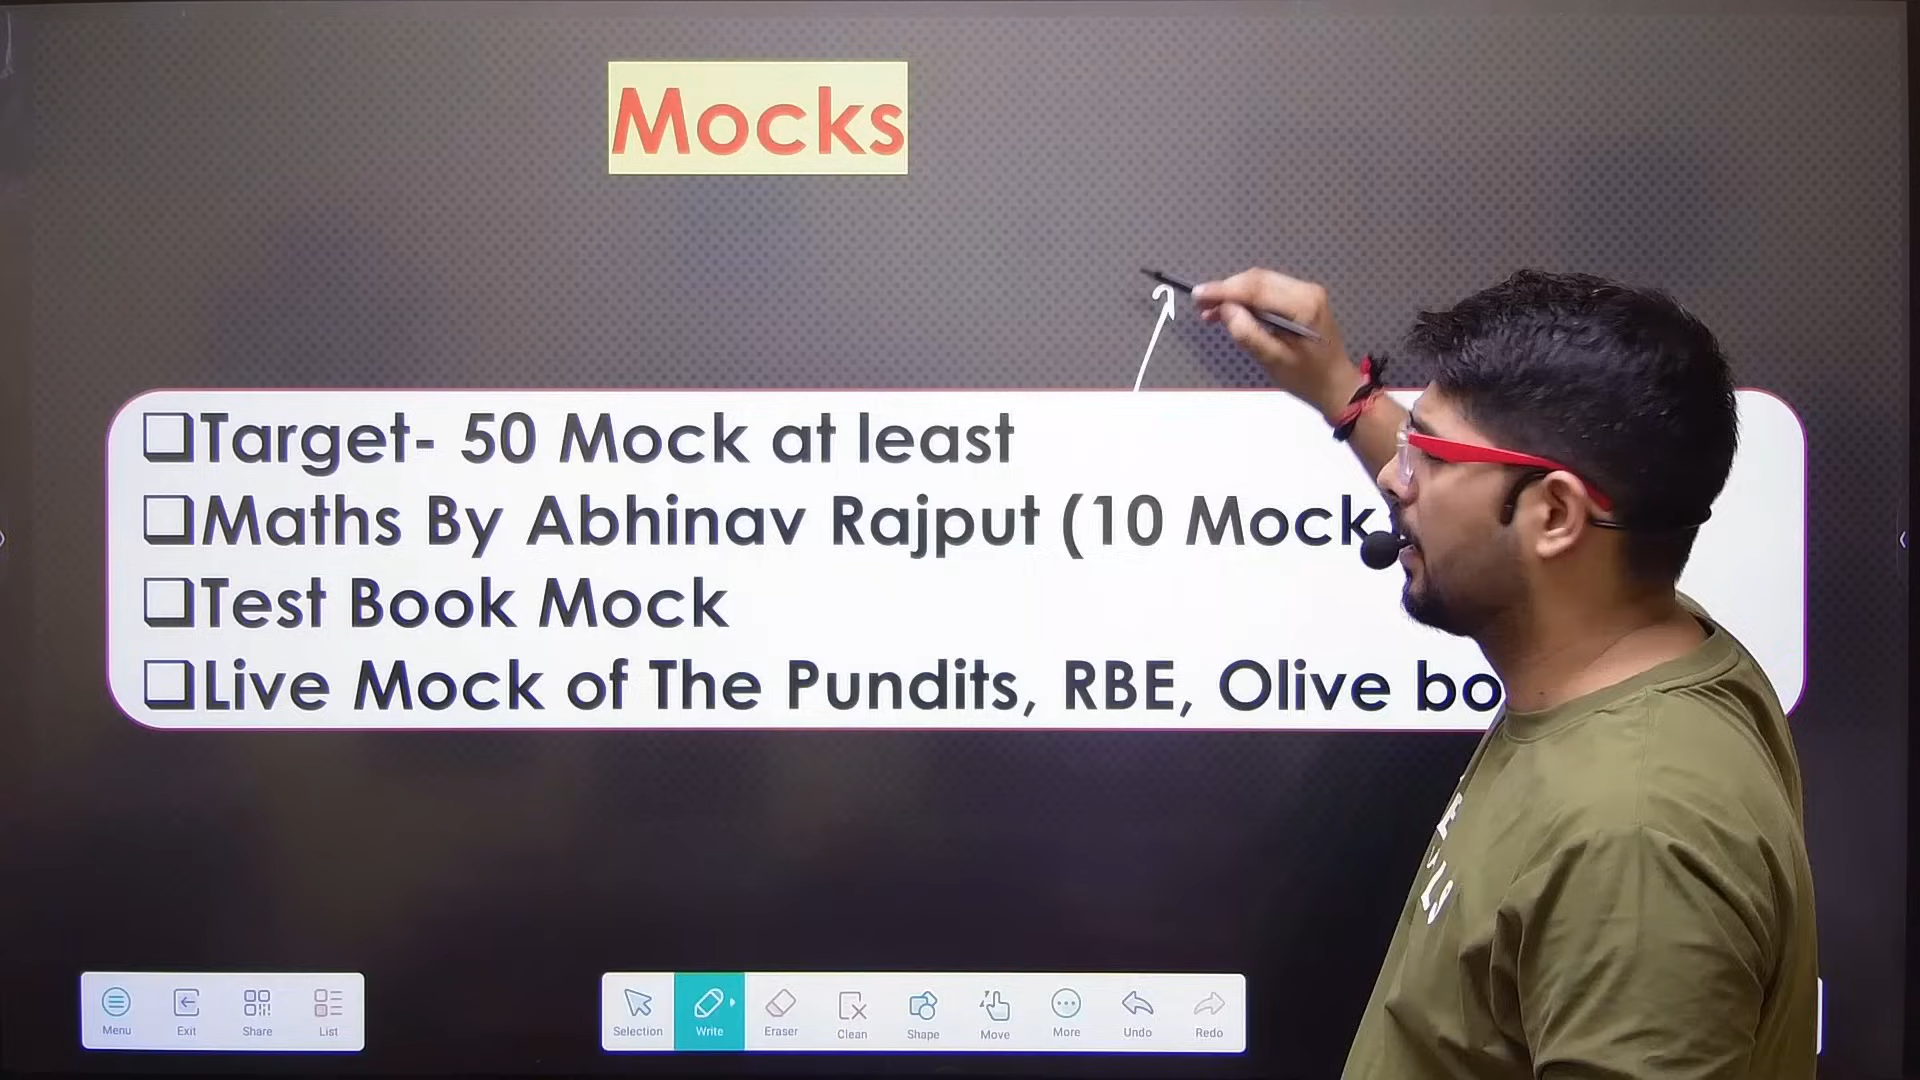 Mocks
❑Target- 50 Mock at least
❑Maths By Abhinav Rajput (10 Mock
❑Test Book Mock
❑Live Mock of The Pundits, RBE, Olive
Menu Exit Share List Selection Write Eraser Clean Shape Move More Undo Redo